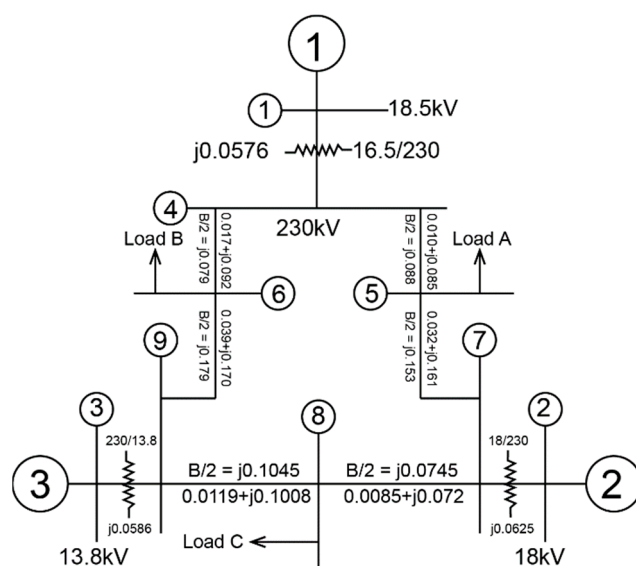 1
1
18.5kV
j0.0576
16.5/230
4
230kV
Load B
B/2 = j0.079
0.017+j0.092
B/2 = j0.088
0.010+j0.085
Load A
6
5
9
B/2 = j0.179
0.039+j0.170
B/2 = j0.153
0.032+j0.161
7
3
8
2
230/13.8
18/230
3
B/2 = j0.1045
0.0119+j0.1008
B/2 = j0.0745
0.0085+j0.072
2
j0.0586
Load C
j0.0625
13.8kV
18kV